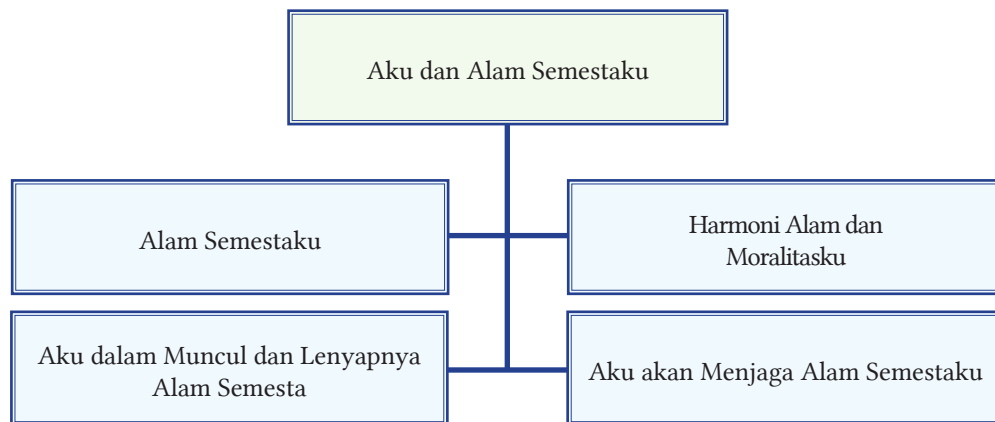 Aku dan Alam Semestaku
Alam Semestaku
Harmoni Alam dan
Moralitasku
Aku dalam Muncul dan Lenyapnya
Alam Semesta
Aku akan Menjaga Alam Semestaku